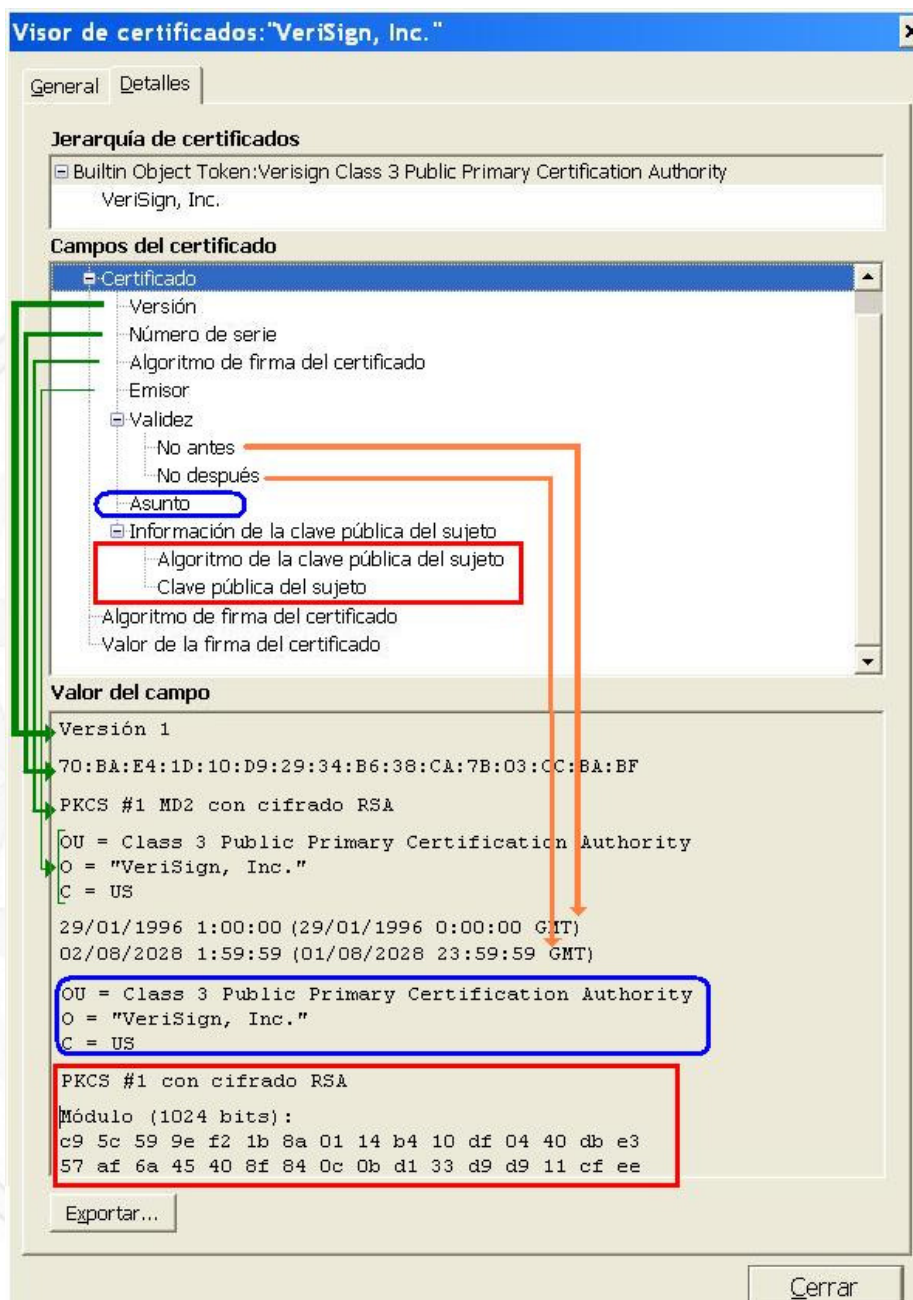 Visor de certificados:"VeriSign, Inc."
General Detalles
Jerarquía de certificados
Builtin Object Token:Verisign Class 3 Public Primary Certification Authority
VeriSign, Inc.
Campos del certificado
Certificado
Versión
Número de serie
Algoritmo de firma del certificado
Emisor
Validez
No antes
No después
Asunto
Información de la clave pública del sujeto
Algoritmo de la clave pública del sujeto
Clave pública del sujeto
Algoritmo de firma del certificado
Valor de la firma del certificado
Valor del campo
Versión 1
70:BA:E4:1D:10:D9:29:34:B6:38:CA:7B:03:CC:BA:BF
PKCS #1 MD2 con cifrado RSA
OU = Class 3 Public Primary Certification Authority
O = "VeriSign, Inc."
C = US
29/01/1996 1:00:00 (29/01/1996 0:00:00 GMT)
02/08/2028 1:59:59 (01/08/2028 23:59:59 GMT)
OU = Class 3 Public Primary Certification Authority
O = "VeriSign, Inc."
C = US
PKCS #1 con cifrado RSA
Módulo (1024 bits):
c9 5c 59 9e f2 1b 8a 01 14 b4 10 df 04 40 db e3
57 af 6a 45 40 8f 84 0c 0b d1 33 d9 d9 11 cf ee
Exportar...
Cerrar